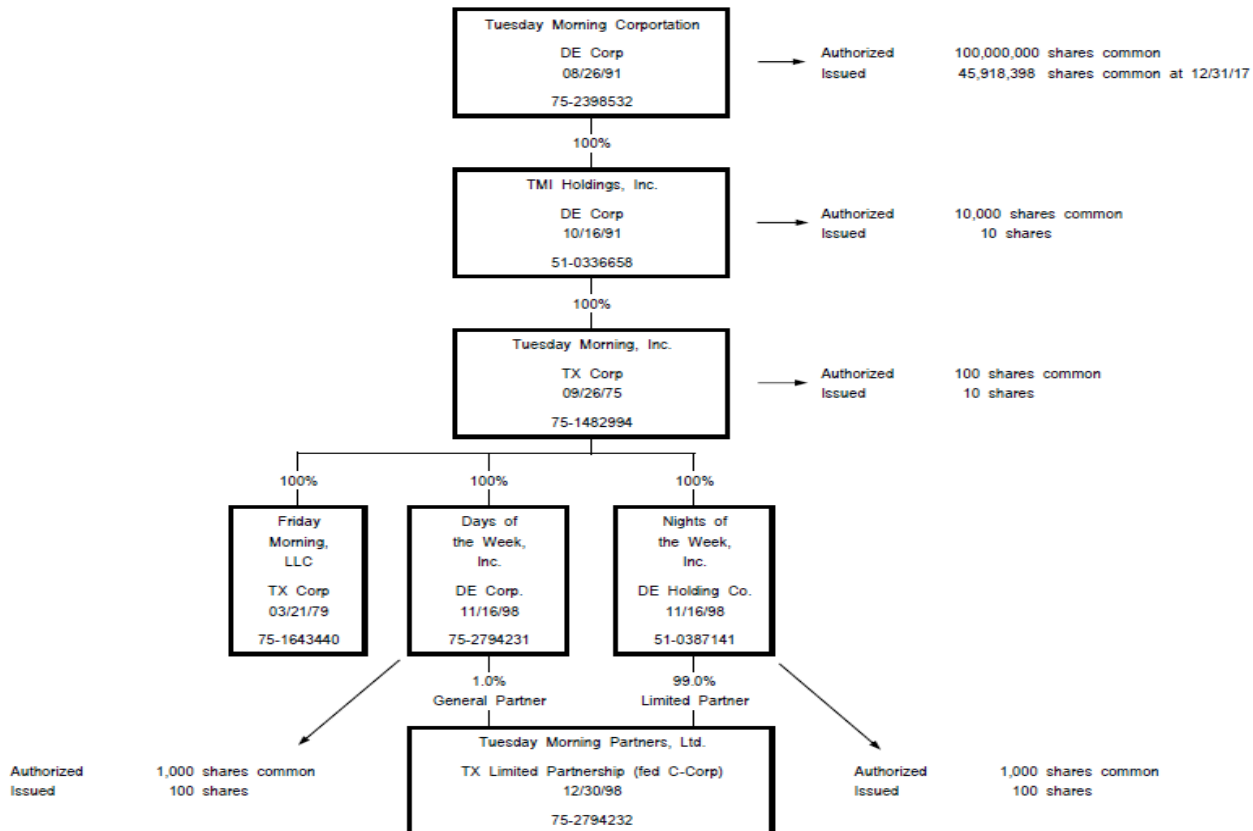 Tuesday Morning Corportation
DE Corp
08/26/91
75-2398532
Authorized 100,000,000 shares common
Issued 45,918,398 shares common at 12/31/17
100%
TMI Holdings, Inc.
DE Corp
10/16/91
51-0336658
Authorized 10,000 shares common
Issued 10 shares
100%
Tuesday Morning, Inc.
TX Corp
09/26/75
75-1482994
Authorized 100 shares common
Issued 10 shares
100%
100%
100%
Friday
Morning,
LLC
TX Corp
03/21/79
75-1643440
Days of
the Week,
Inc.
DE Corp.
11/16/98
75-2794231
Nights of
the Week,
Inc.
DE Holding Co.
11/16/98
51-0387141
1.0%
General Partner
99.0%
Limited Partner
Tuesday Morning Partners, Ltd.
TX Limited Partnership (fed C-Corp)
12/30/98
75-2794232
Authorized 1,000 shares common
Issued 100 shares
Authorized 1,000 shares common
Issued 100 shares